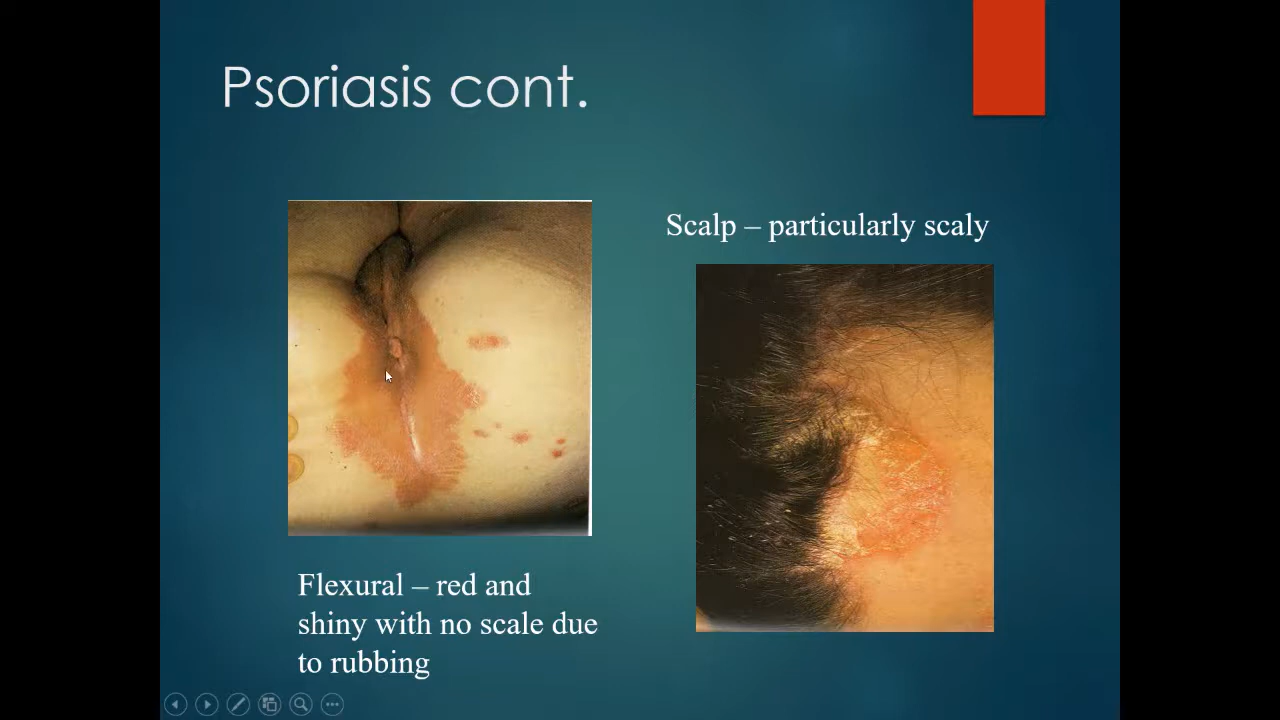 Psoriasis cont.
Scalp – particularly scaly
Flexural – red and
shiny with no scale due
to rubbing